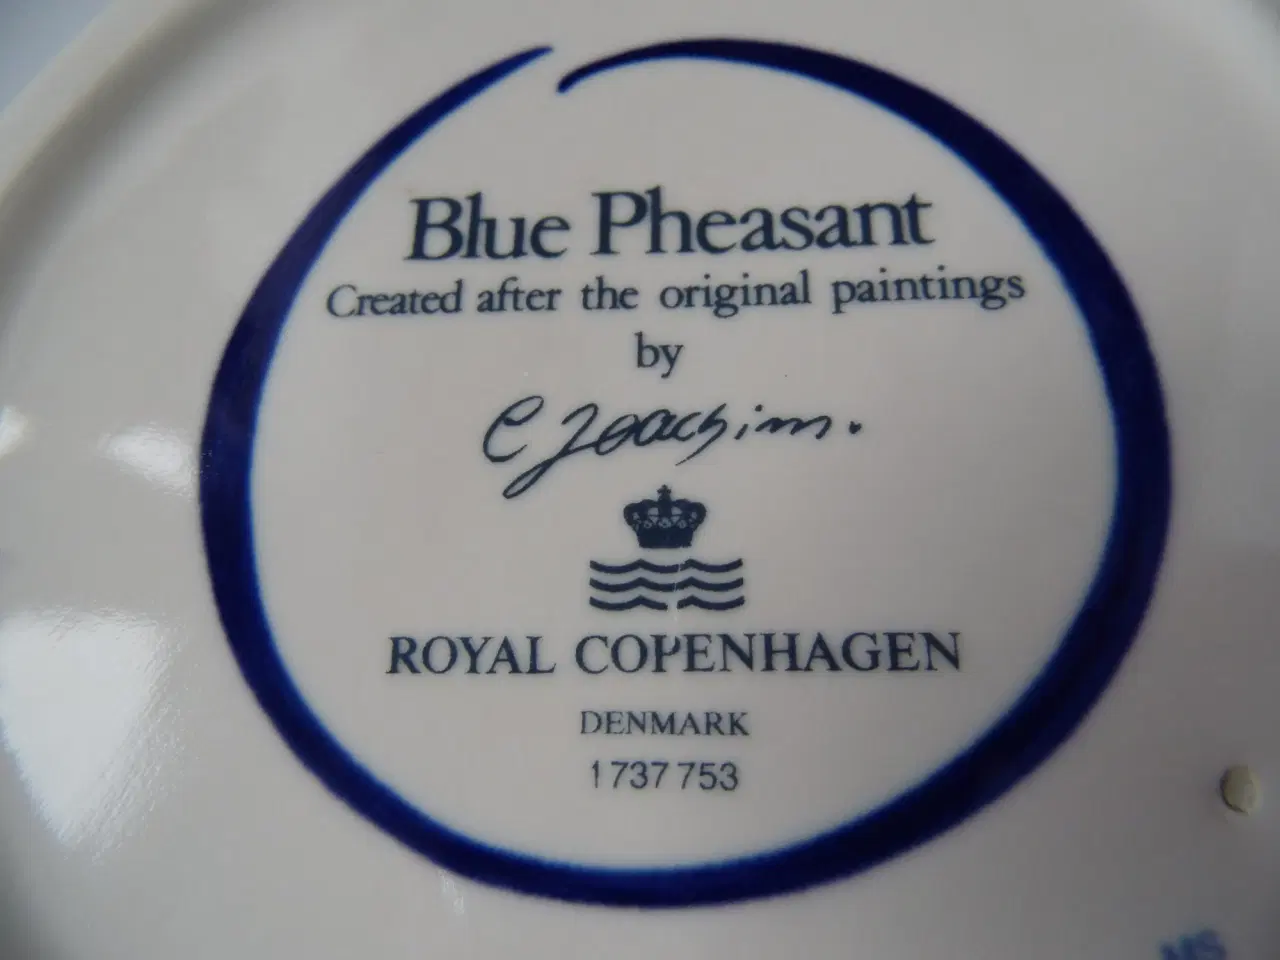 Blue Pheasant
Created after the original paintings
by
C Joachim.
ROYAL COPENHAGEN
DENMARK
1737 753